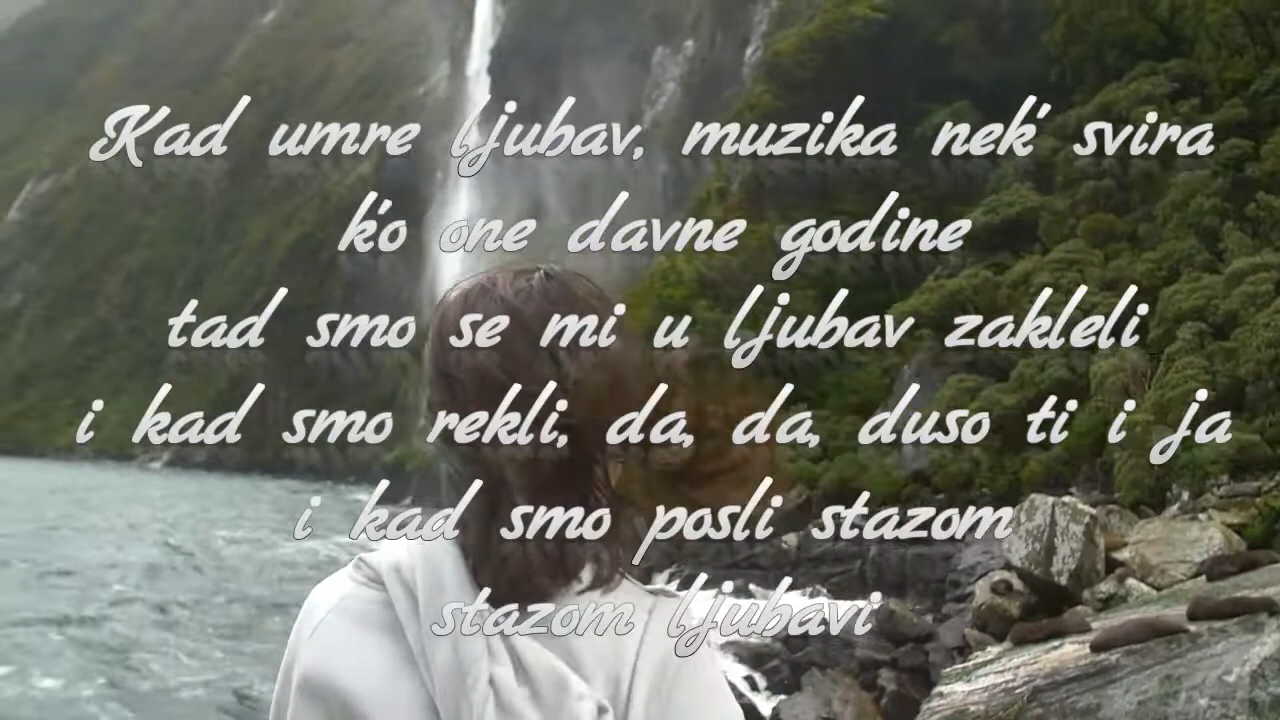 Kad umre ljubav, muzika nek' svira
k'o one davne godine
tad smo se mi u ljubav zakleli
i kad smo rekli, da, da, duso ti i ja
i kad smo posli stazom
stazom ljubavi